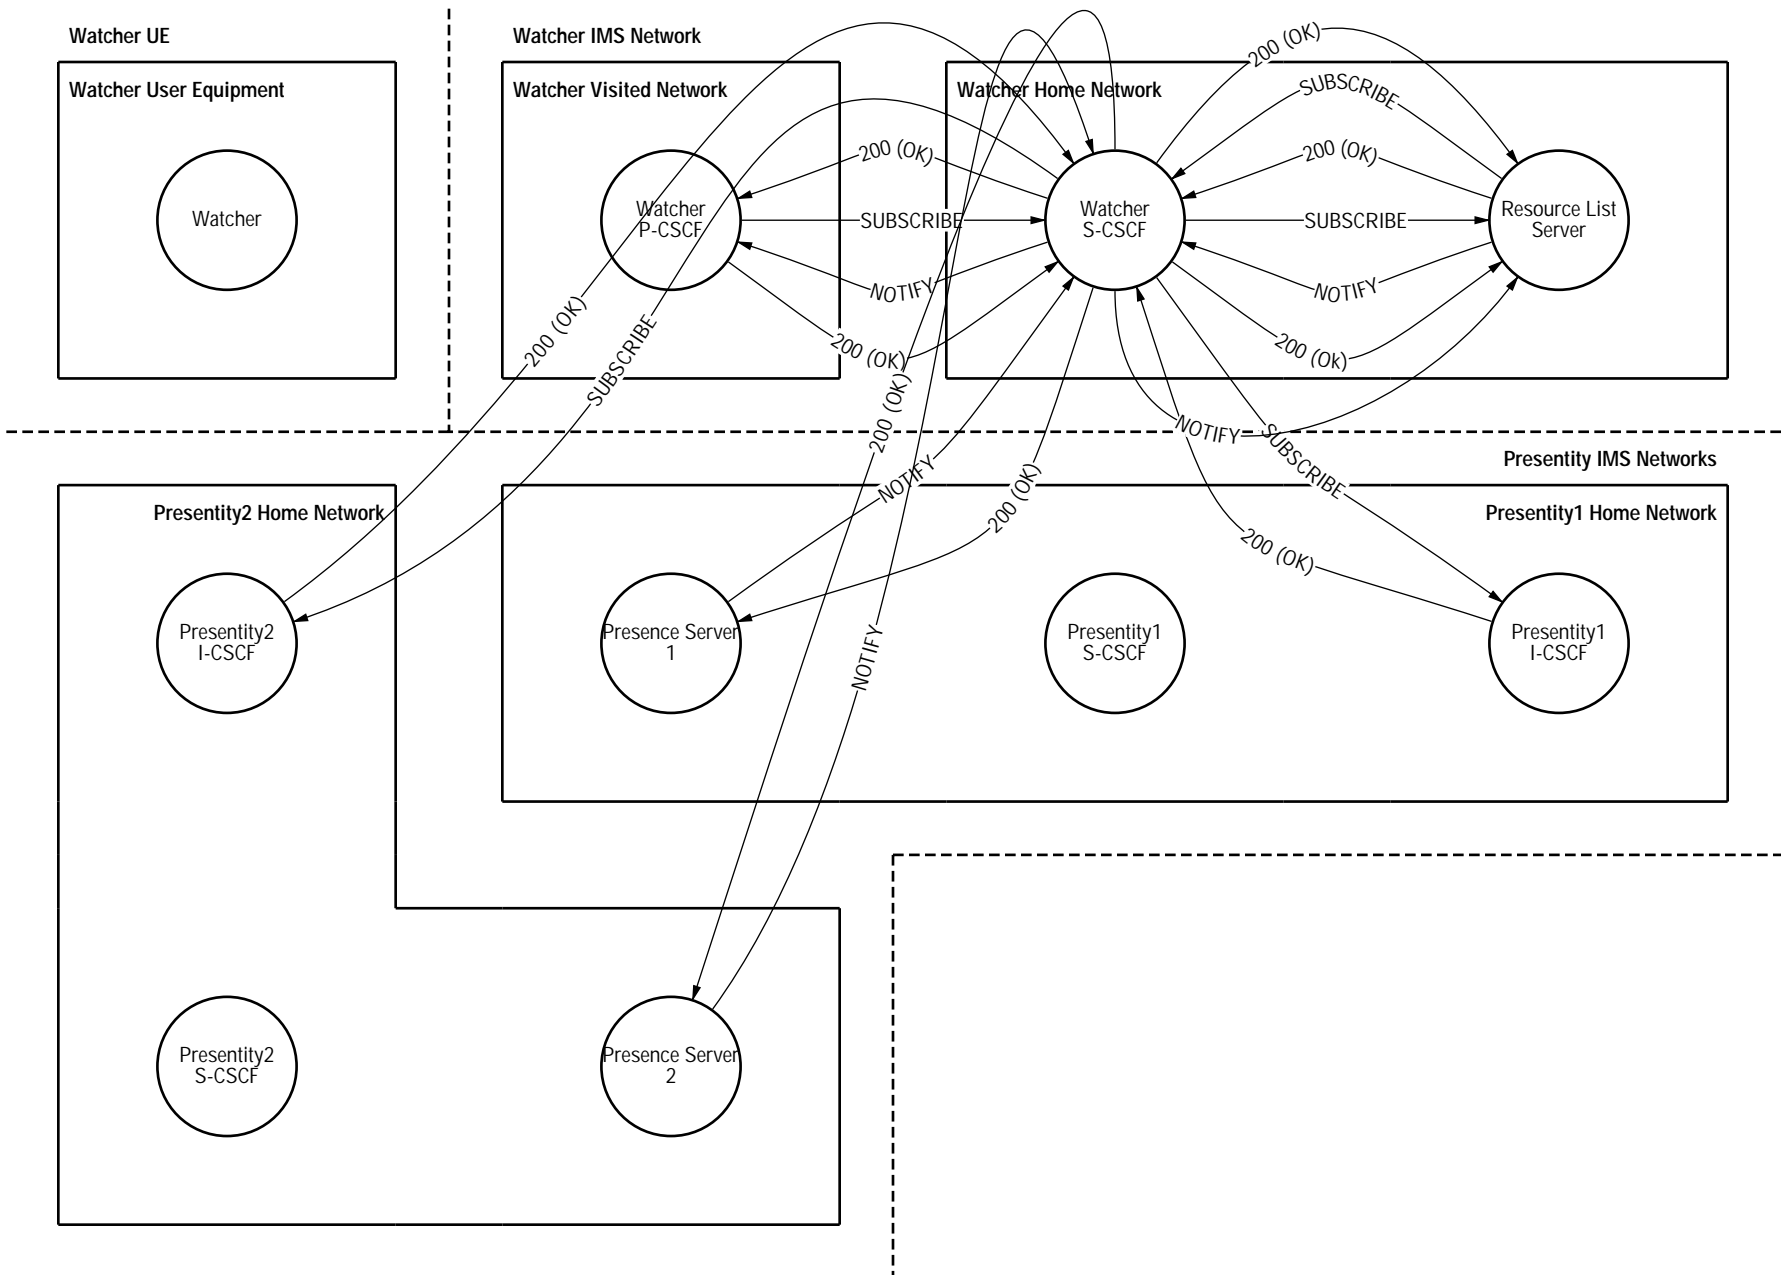 Watcher UE
Watcher IMS Network
Watcher User Equipment
Watcher Visited Network
Watcher Home Network
200 (OK)
SUBSCRIBE
200 (OK)
200 (OK)
Watcher
Watcher
P-CSCF
SUBSCRIBE
Watcher
S-CSCF
SUBSCRIBE
Resource List
Server
NOTIFY
NOTIFY
200 (OK)
SUBSCRIBE
200 (OK)
200 (Ok)
200 (OK)
NOTIFY
SUBSCRIBE
Presentity IMS Networks
NOTIFY
200 (OK)
Presentity2 Home Network
Presentity1 Home Network
200 (OK)
Presentity2
I-CSCF
Presence Server
1
NOTIFY
Presentity1
S-CSCF
Presentity1
I-CSCF
Presentity2
S-CSCF
Presence Server
2